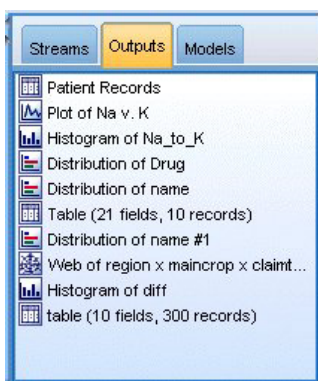 Streams Outputs Models
Patient Records
Plot of Na v. K
Histogram of Na_to_K
Distribution of Drug
Distribution of name
Table (21 fields, 10 records)
Distribution of name #1
Web of region x maincrop x claimt...
Histogram of diff
table (10 fields, 300 records)